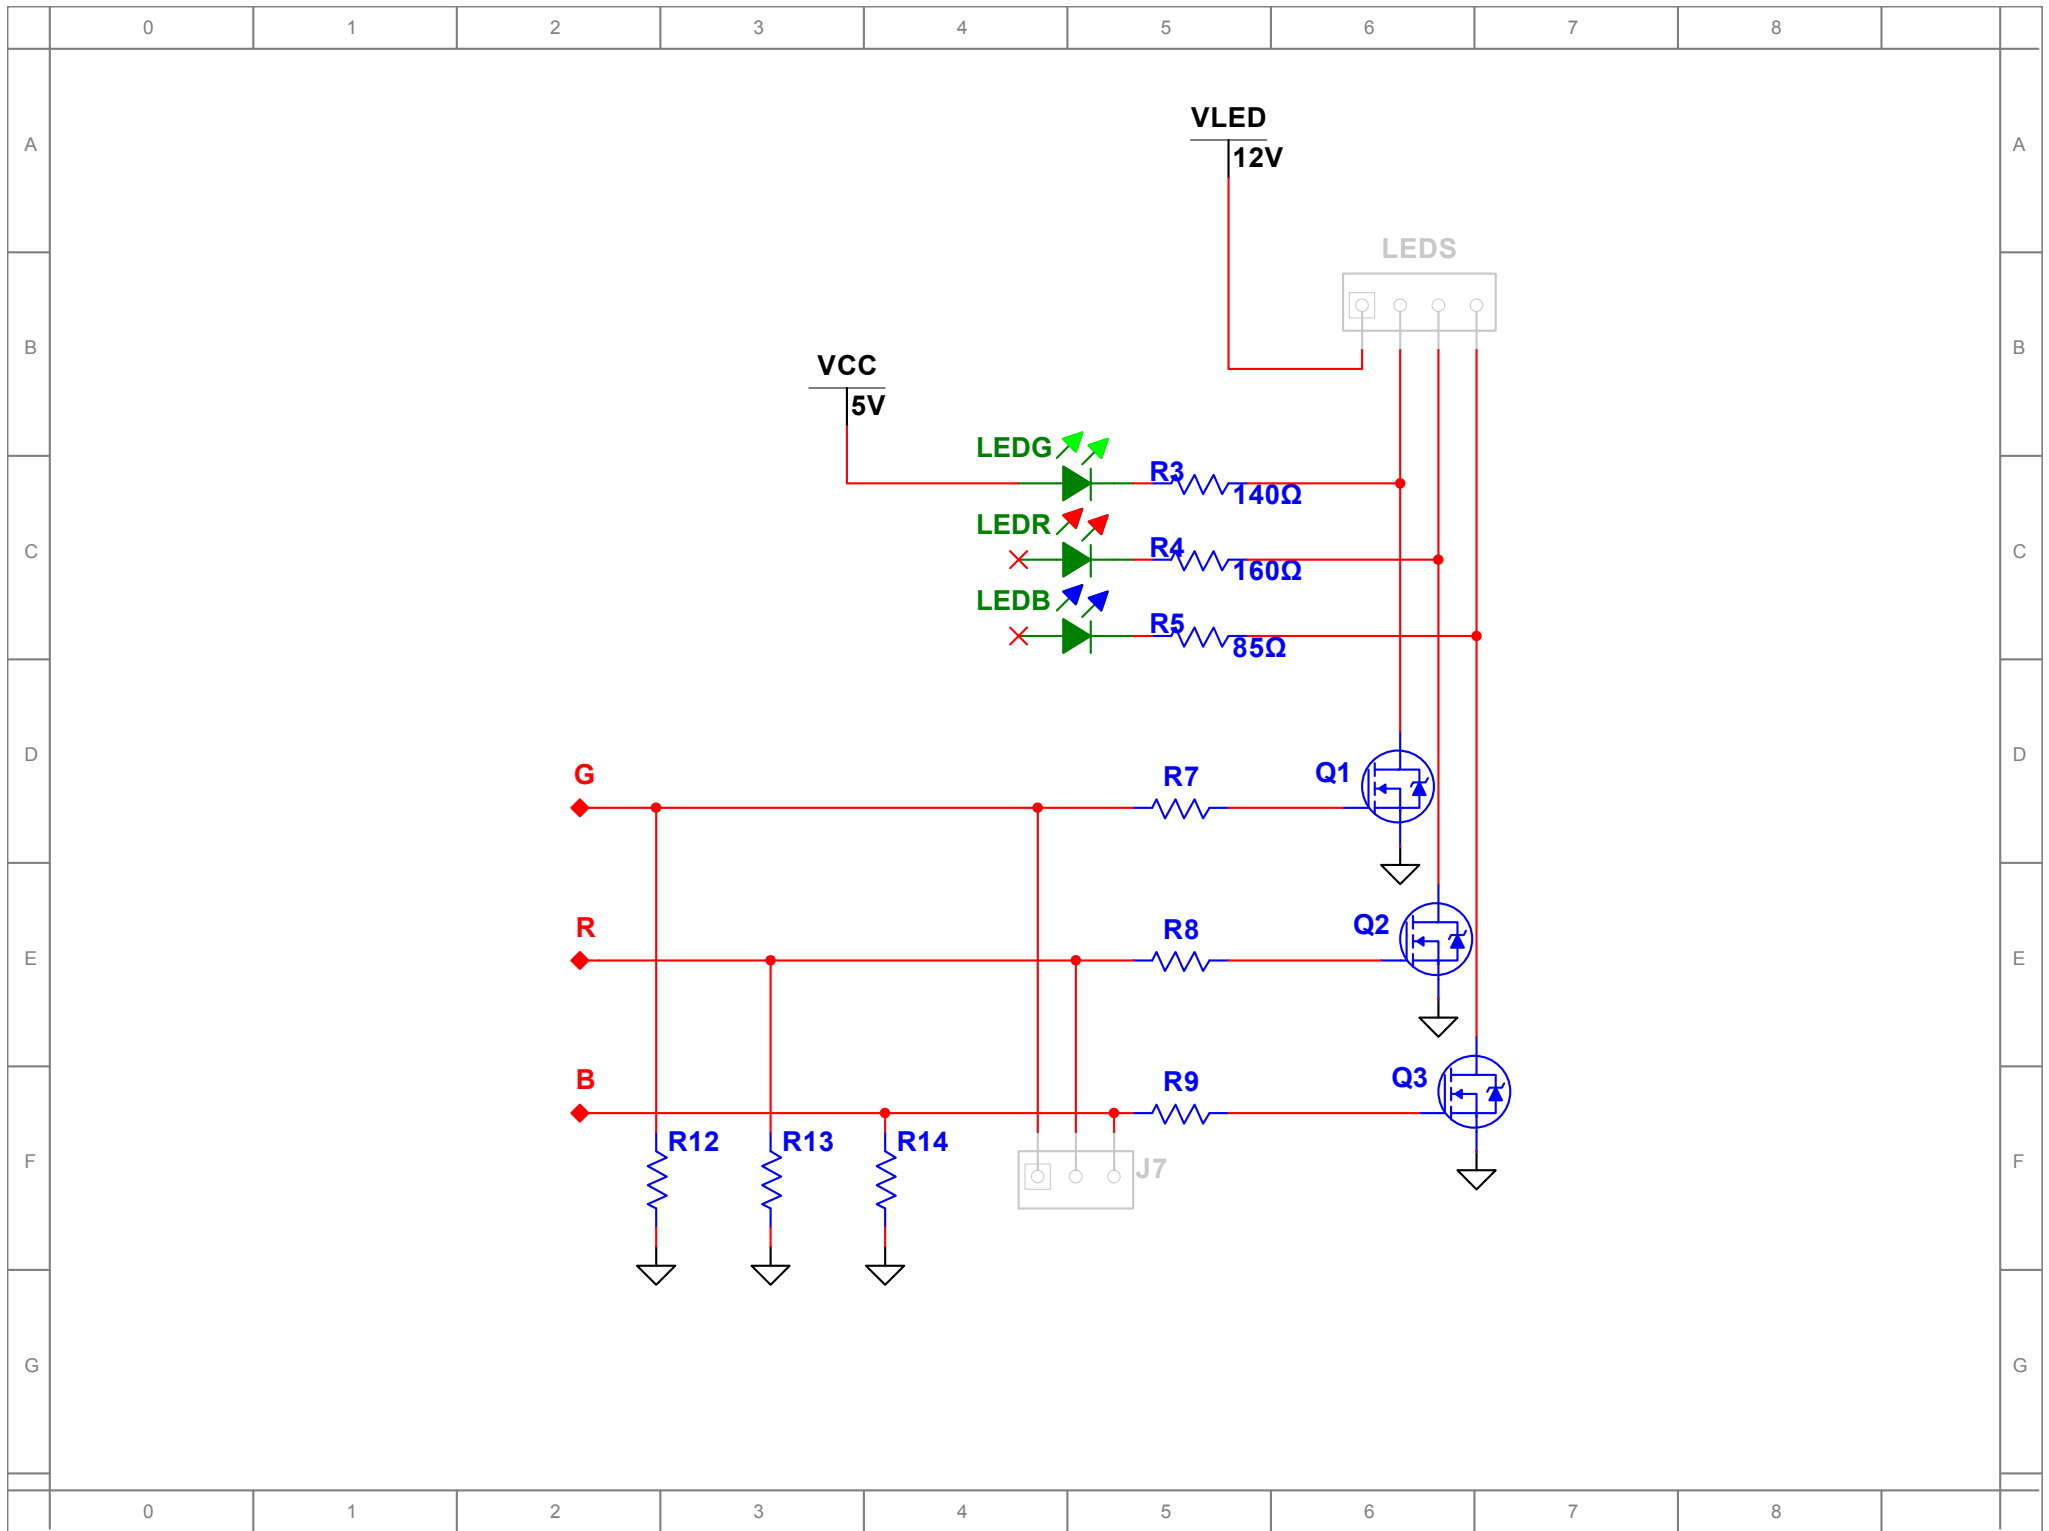 0 1 2 3 4 5 6 7 8
A A
VLED
12V
LEDS
B B
VCC
5V
LEDG
R3
140Ω
LEDR
R4
160Ω
C C
LEDB
R5
85Ω
D D
G
R7
Q1
R
R8
Q2
E E
B
R9
Q3
R12
R13
R14
J7
F F
G G
0 1 2 3 4 5 6 7 8